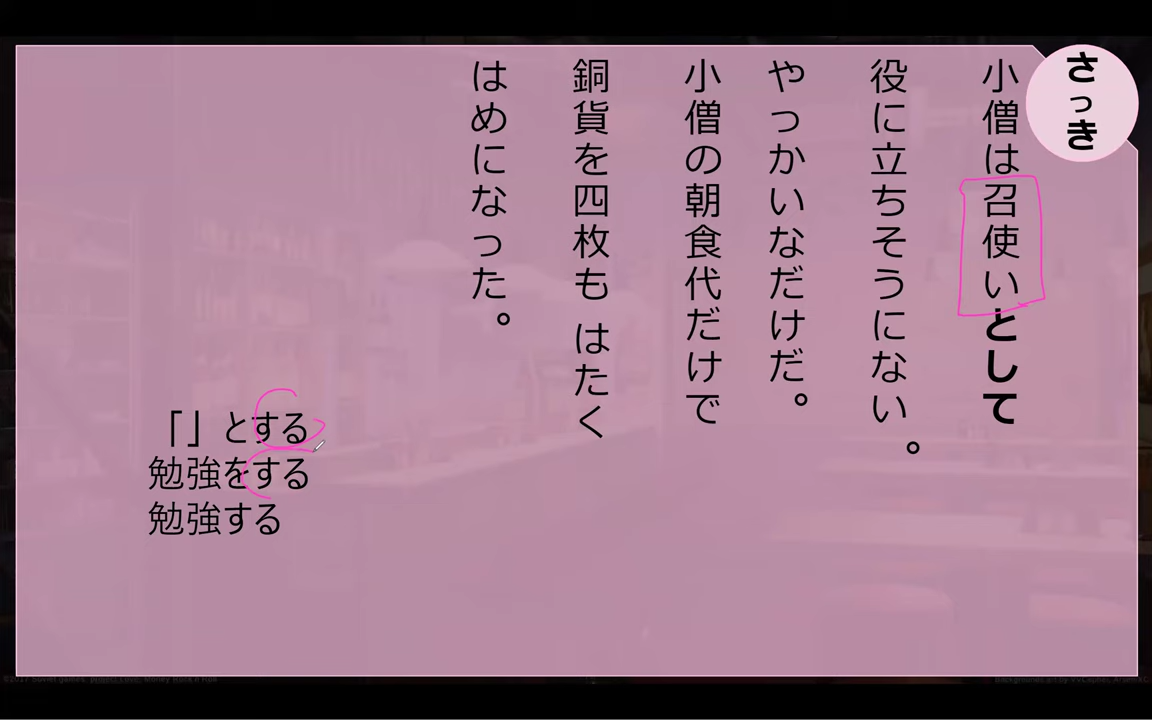 さっき
小僧は召使いとして
役に立ちそうにない。
やっかいなだけだ。
小僧の朝食代だけで
銅貨を四枚も はたく
はめになった。
「」とする
勉強をする
勉強する